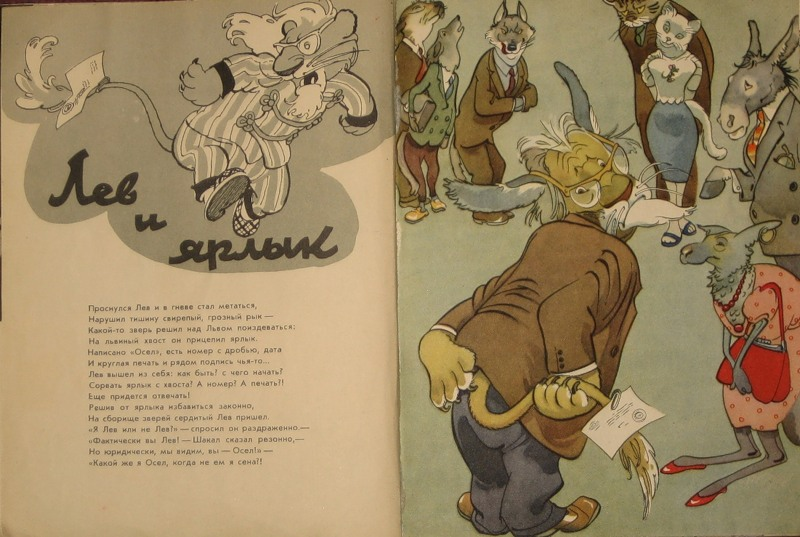 Лев
и
ярлык
Проснулся Лев и в гневе стал метаться,
Нарушил тишину свирепый, грозный рык —
Какой-то зверь решил над Львом поиздеваться:
На львиный хвост он прицепил ярлык.
Написано «Осел», есть номер с дробью, дата
И круглая печать и рядом подпись чья-то...
Лев вышел из себя: как быть? с чего начать?
Сорвать ярлык с хвоста? А номер! А печать?!
Еще придется отвечать!
Решив от ярлыка избавиться законно,
На сборище зверей сердитый Лев пришел.
«Я Лев или не Лев?» — спросил он раздраженно.—
«Фактически вы Лев! — Шакал сказал резонно,—
Но юридически, мы видим, вы — Осел!» —
«Какой же я Осел, когда не ем я сена?!